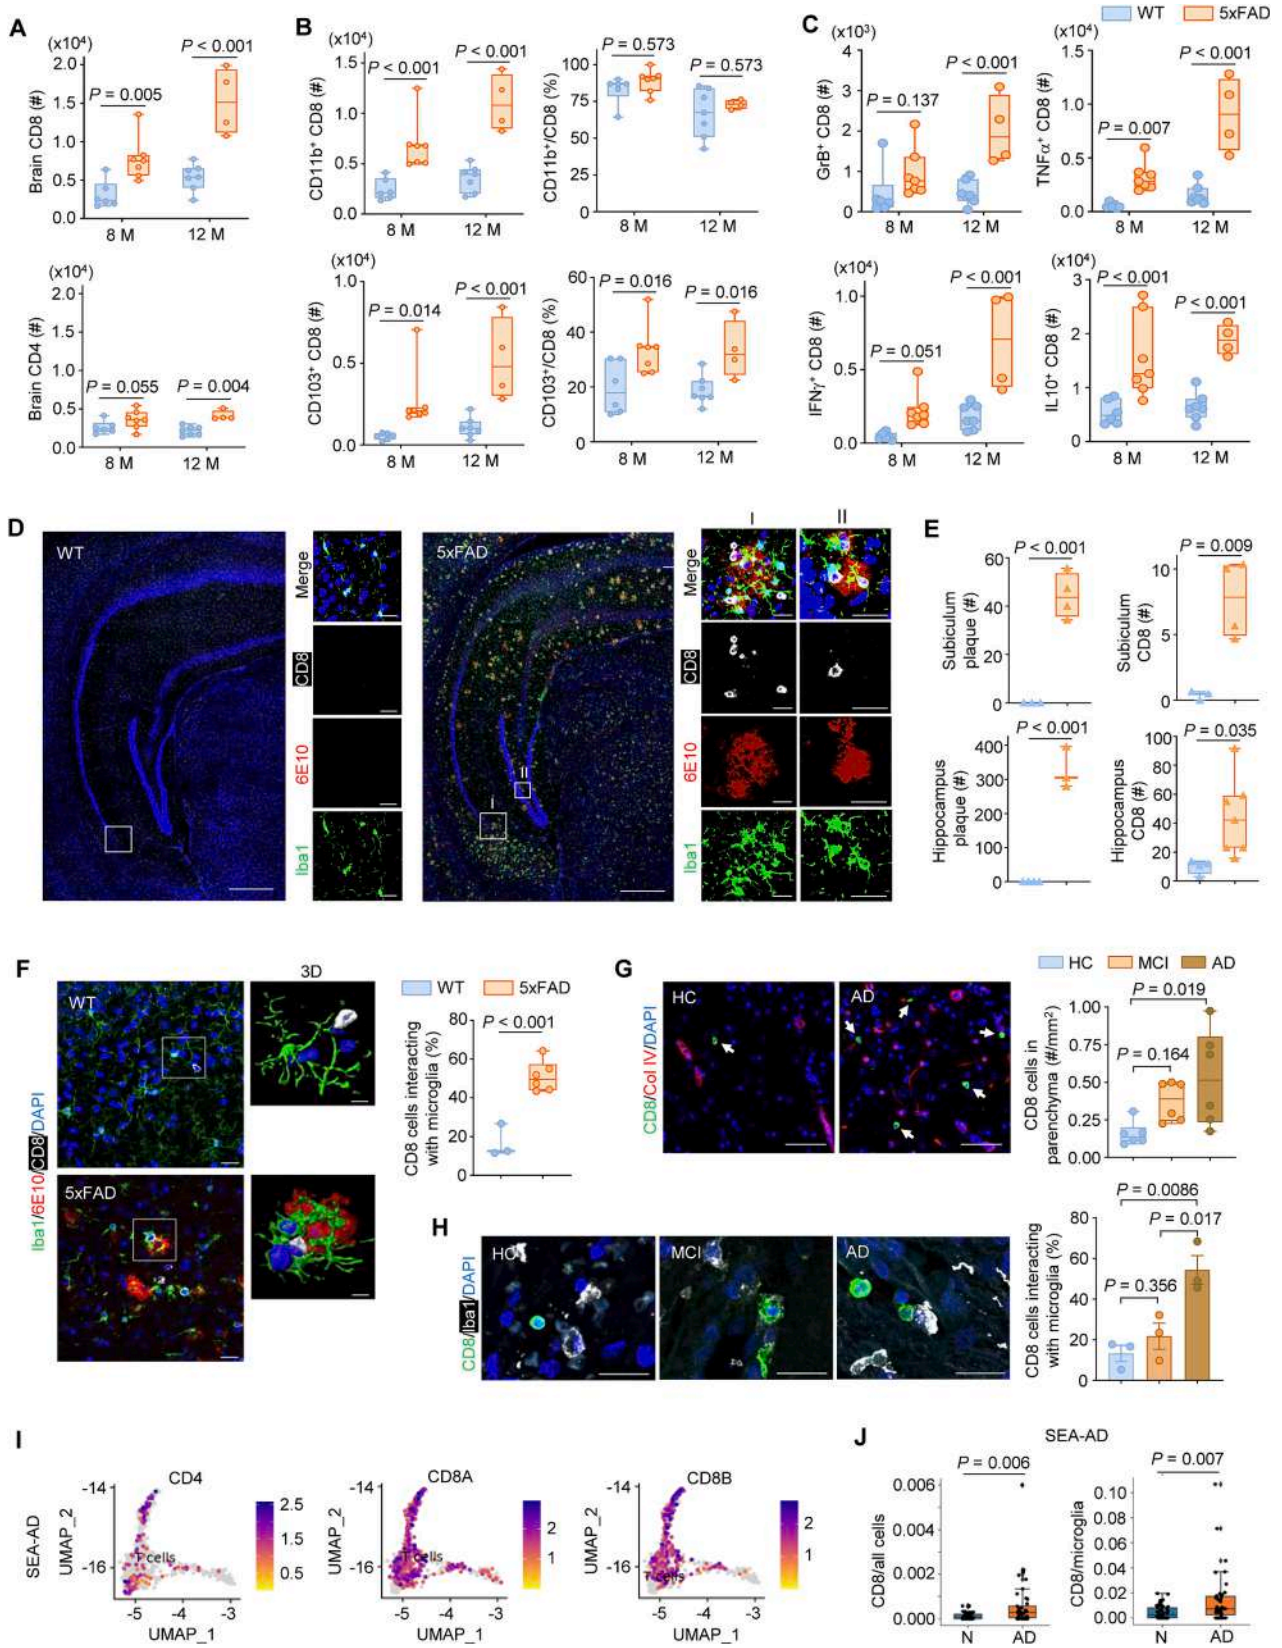 A
B
C
WT
5xFAD
(x10⁴)
Brain CD8 (#)
2.0
1.5
1.0
0.5
0.0
P = 0.005
P < 0.001
8 M
12 M
(x10⁴)
CD11b⁺ CD8 (#)
1.5
1.0
0.5
0.0
P < 0.001
P < 0.001
8 M
12 M
CD11b⁺/CD8 (%)
100
75
50
25
0
P = 0.573
P = 0.573
8 M
12 M
(x10³)
GrB⁺ CD8 (#)
4
3
2
1
0
P = 0.137
P < 0.001
8 M
12 M
(x10⁴)
TNFα⁺ CD8 (#)
1.5
1.0
0.5
0.0
P = 0.007
P < 0.001
8 M
12 M
(x10⁴)
Brain CD4 (#)
2.0
1.5
1.0
0.5
0.0
P = 0.055
P = 0.004
8 M
12 M
(x10⁴)
CD103⁺ CD8 (#)
1.0
0.5
0.0
P = 0.014
P < 0.001
8 M
12 M
CD103⁺/CD8 (%)
60
40
20
0
P = 0.016
P = 0.016
8 M
12 M
(x10⁴)
IFNγ⁺ CD8 (#)
1.0
0.5
0.0
P = 0.051
P < 0.001
8 M
12 M
(x10⁴)
IL10⁺ CD8 (#)
3
2
1
0
P < 0.001
P < 0.001
8 M
12 M
D
WT
Merge
CD8
6E10
Iba1
5xFAD
I
II
I
II
Merge
CD8
6E10
Iba1
E
Subiculum
plaque (#)
60
40
20
0
P < 0.001
Subiculum
CD8 (#)
10
5
0
P = 0.009
Hippocampus
plaque (#)
400
300
200
100
0
P < 0.001
Hippocampus
CD8 (#)
100
80
60
40
20
0
P = 0.035
F
Iba1/6E10/CD8/DAPI
WT
5xFAD
3D
WT
5xFAD
CD8 cells interacting
with microglia (%)
80
60
40
20
0
P < 0.001
G
CD8/Col IV/DAPI
HC
AD
HC
MCI
AD
CD8 cells in
parenchyma (#/mm²)
1.00
0.75
0.50
0.25
0.00
P = 0.019
P = 0.164
H
CD8/Iba1/DAPI
HC
MCI
AD
CD8 cells interacting
with microglia (%)
80
60
40
20
0
P = 0.0086
P = 0.017
P = 0.356
I
SEA-AD
CD4
UMAP_2
-14
-16
T cells
-5
-4
-3
UMAP_1
2.5
1.5
0.5
CD8A
UMAP_2
-14
-16
T cells
-5
-4
-3
UMAP_1
2
1
CD8B
UMAP_2
-14
-16
T cells
-5
-4
-3
UMAP_1
2
1
J
SEA-AD
CD8/all cells
0.006
0.004
0.002
0.000
P = 0.006
N
AD
CD8/microglia
0.10
0.08
0.06
0.04
0.02
0.00
P = 0.007
N
AD